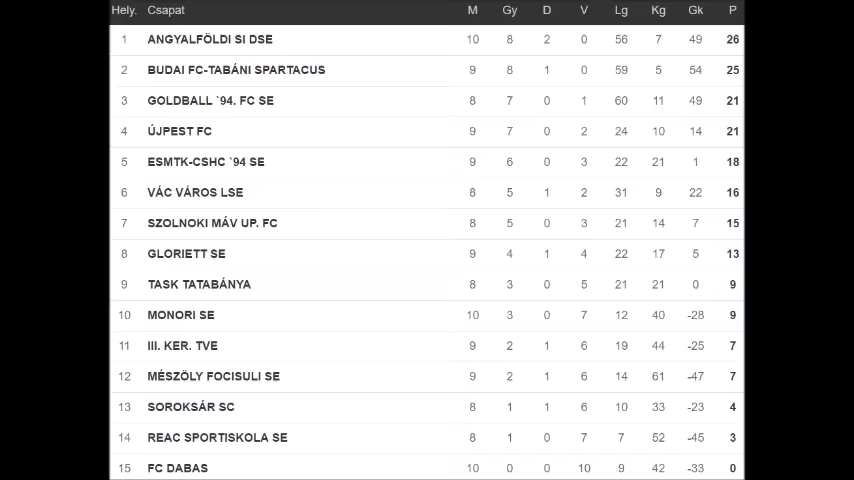 Hely. Csapat M Gy D V Lg Kg Gk P
1 ANGYALFÖLDI SI DSE 10 8 2 0 56 7 49 26
2 BUDAI FC-TABÁNI SPARTACUS 9 8 1 0 59 5 54 25
3 GOLDBALL `94. FC SE 8 7 0 1 60 11 49 21
4 ÚJPEST FC 9 7 0 2 24 10 14 21
5 ESMTK-CSHC `94 SE 9 6 0 3 22 21 1 18
6 VÁC VÁROS LSE 8 5 1 2 31 9 22 16
7 SZOLNOKI MÁV UP. FC 8 5 0 3 21 14 7 15
8 GLORIETT SE 9 4 1 4 22 17 5 13
9 TASK TATABÁNYA 8 3 0 5 21 21 0 9
10 MONORI SE 10 3 0 7 12 40 -28 9
11 III. KER. TVE 9 2 1 6 19 44 -25 7
12 MÉSZÖLY FOCISULI SE 9 2 1 6 14 61 -47 7
13 SOROKSÁR SC 8 1 1 6 10 33 -23 4
14 REAC SPORTISKOLA SE 8 1 0 7 7 52 -45 3
15 FC DABAS 10 0 0 10 9 42 -33 0